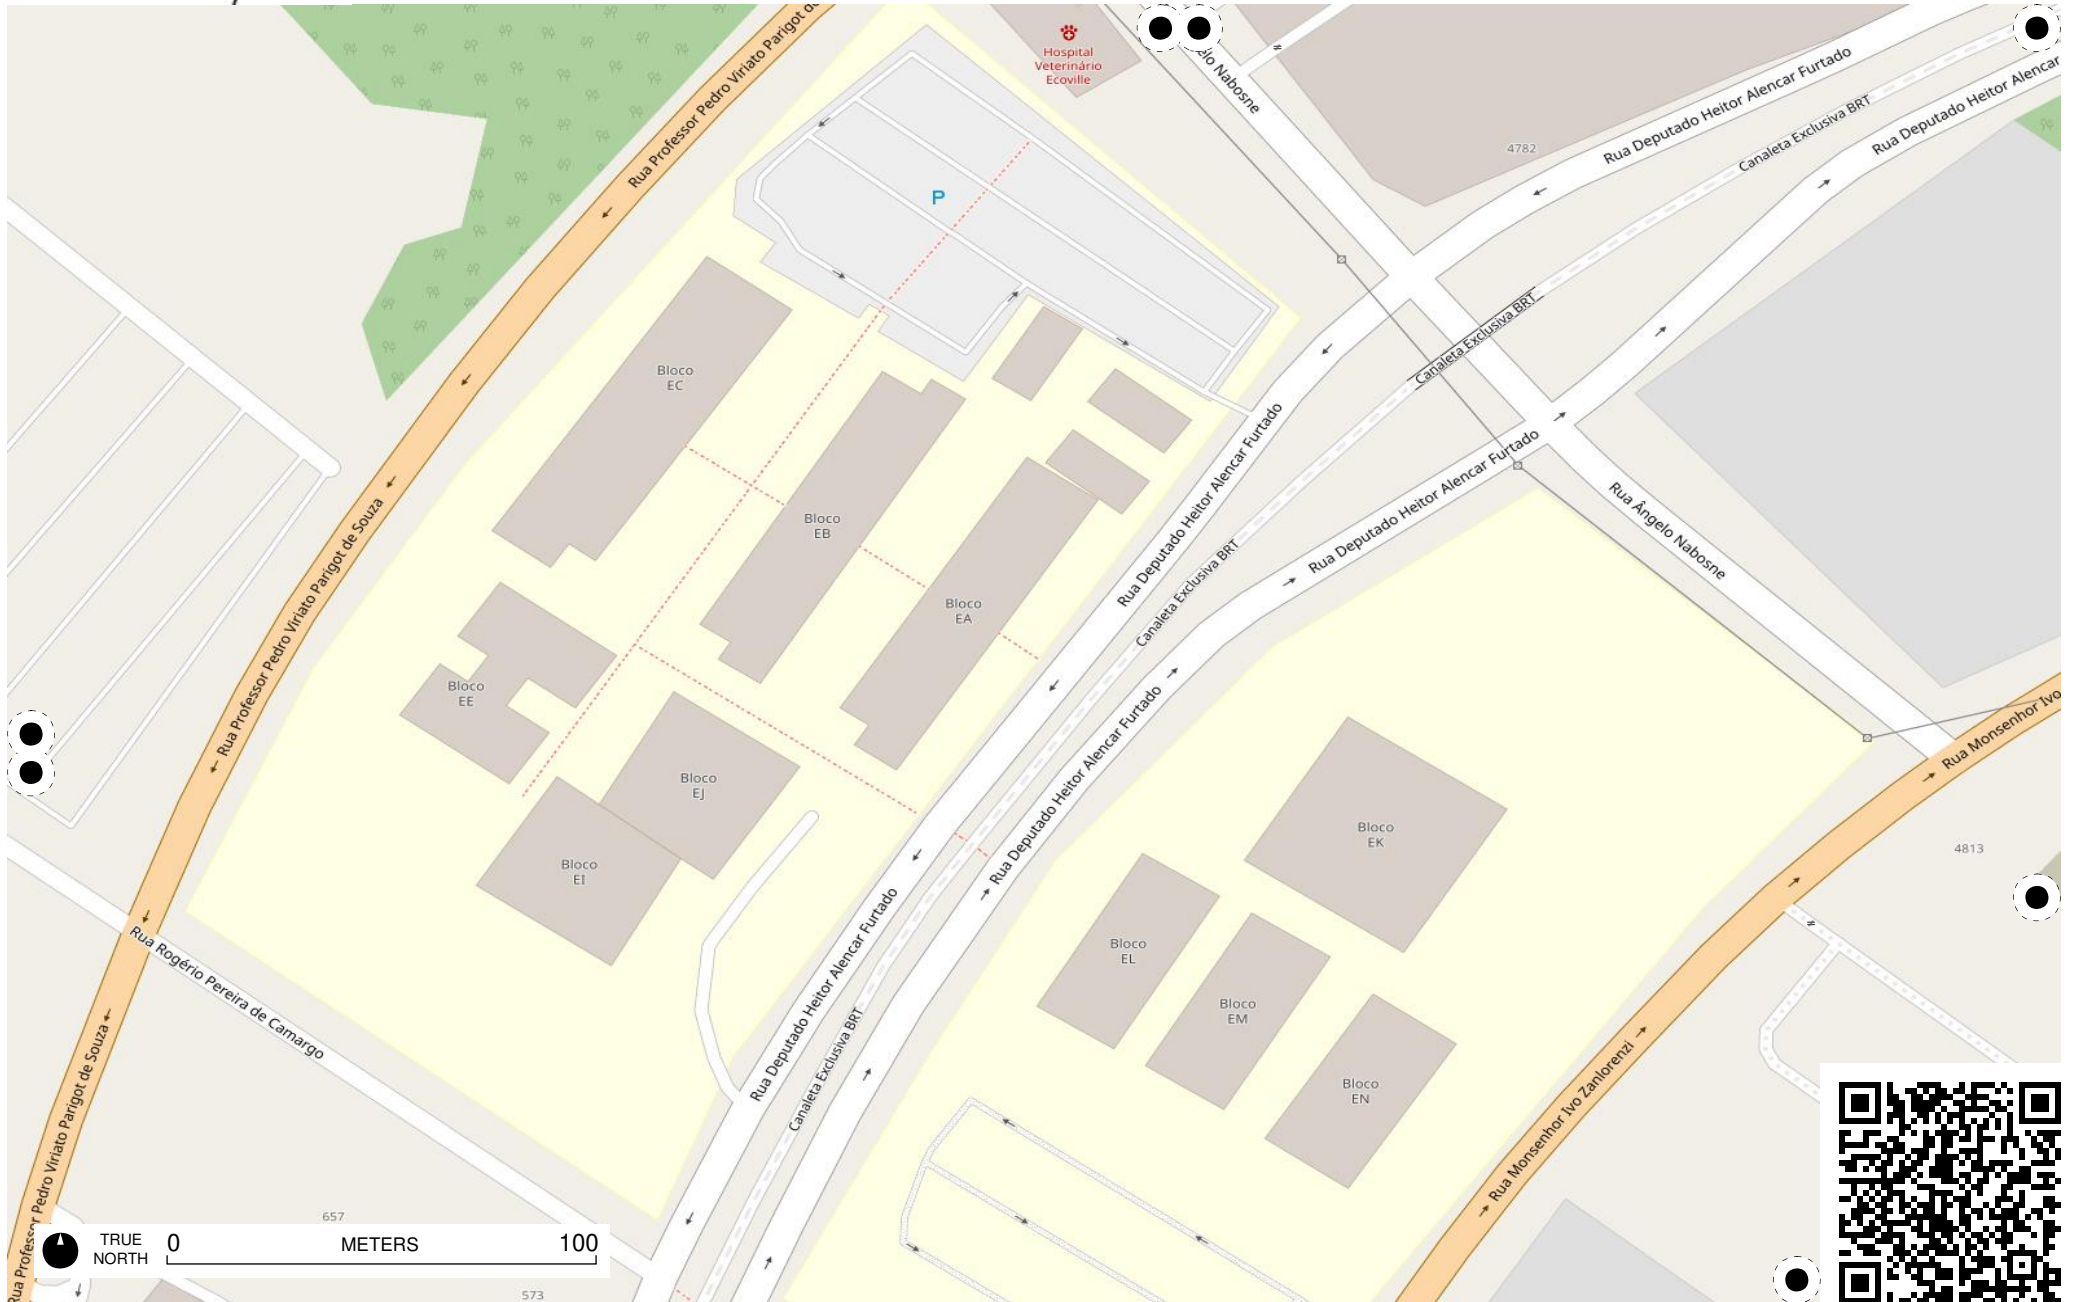 Rua Professor Pedro Viriato Parigot de
Hospital
Veterinário
Ecoville
elo Nabosne
Rua Deputado Heitor Alencar Furtado
Canaleta Exclusiva BRT
Rua Deputado Heitor Alencar
4782
P
Canaleta Exclusiva BRT
Bloco
EC
Rua Deputado Heitor Alencar Furtado
Rua Deputado Heitor Alencar Furtado
Rua Ângelo Nabosne
Bloco
EB
Rua Professor Pedro Viriato Parigot de Souza
Canaleta Exclusiva BRT
Bloco
EA
Bloco
EE
Rua Deputado Heitor Alencar Furtado
Rua Monsenhor Ivo
Bloco
EJ
Bloco
EK
4813
Bloco
EI
Rua Rogério Pereira de Camargo
Rua Deputado Heitor Alencar Furtado
Bloco
EL
Bloco
EM
Canaleta Exclusiva BRT
Bloco
EN
Rua Professor Pedro Viriato Parigot de Souza
Rua Monsenhor Ivo Zanlorenzi
657
Rua Professor Pedro
TRUE
NORTH
0
METERS
100
573